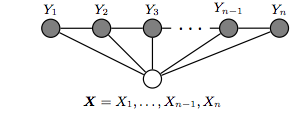 Y₁ Y₂ Y₃ · · · Yₙ₋₁ Yₙ
X = X₁, . . . , Xₙ₋₁, Xₙ